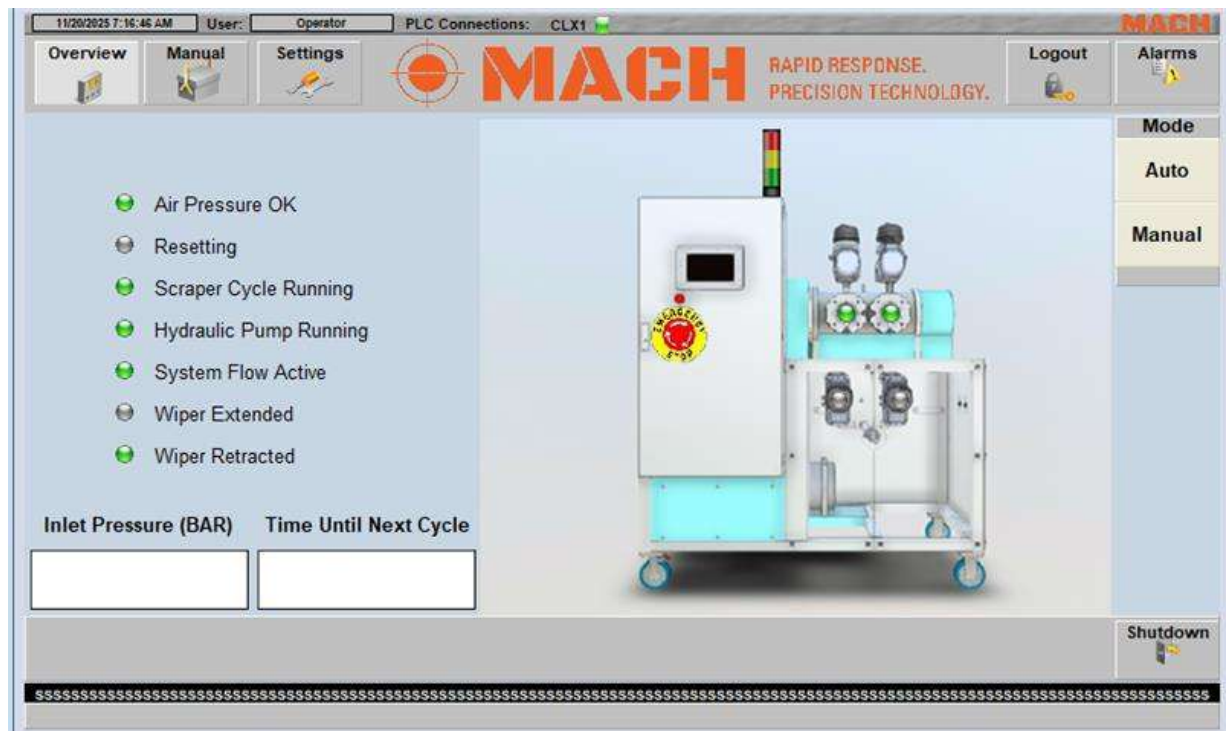 11/20/2025 7:16:46 AM User: Operator PLC Connections: CLX1 MACH
Overview Manual Settings MACH RAPID RESPONSE. Logout Alarms
PRECISION TECHNOLOGY.
Mode
Auto
Manual
Air Pressure OK
Resetting
Scraper Cycle Running
Hydraulic Pump Running
System Flow Active
Wiper Extended
Wiper Retracted
EMERGENCY
STOP
Inlet Pressure (BAR) Time Until Next Cycle
Shutdown